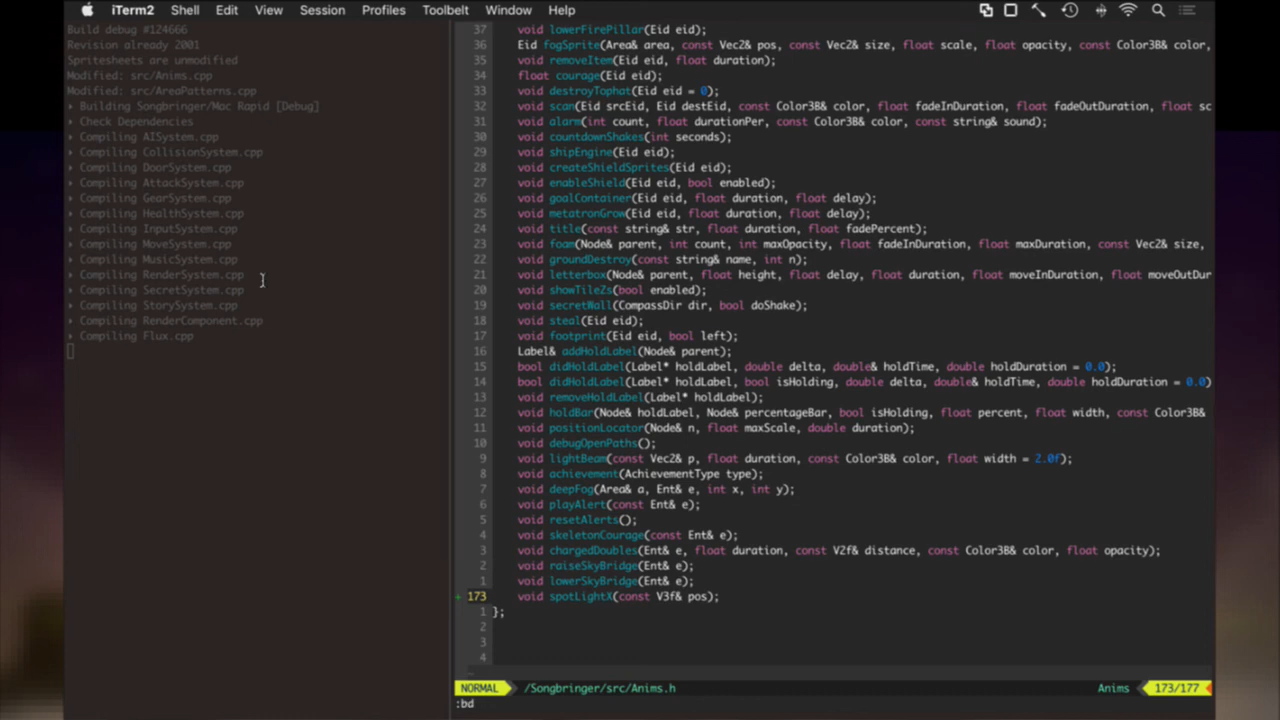 iTerm2 Shell Edit View Session Profiles Toolbelt Window Help
Build debug #124666
Revision already 2001
Spritesheets are unmodified
Modified: src/Anims.cpp
Modified: src/AreaPatterns.cpp
Building Songbringer/Mac Rapid [Debug]
Check Dependencies
Compiling AISystem.cpp
Compiling CollisionSystem.cpp
Compiling DoorSystem.cpp
Compiling AttackSystem.cpp
Compiling GearSystem.cpp
Compiling HealthSystem.cpp
Compiling InputSystem.cpp
Compiling MoveSystem.cpp
Compiling MusicSystem.cpp
Compiling RenderSystem.cpp
Compiling SecretSystem.cpp
Compiling StorySystem.cpp
Compiling RenderComponent.cpp
Compiling Flux.cpp
37 void lowerFirePillar(Eid eid);
36 Eid fogSprite(Area& area, const Vec2& pos, const Vec2& size, float scale, float opacity, const Color3B& color,
35 void removeItem(Eid eid, float duration);
34 float courage(Eid eid);
33 void destroyTophat(Eid eid = 0);
32 void scan(Eid srcEid, Eid destEid, const Color3B& color, float fadeInDuration, float fadeOutDuration, float sc
31 void alarm(int count, float durationPer, const Color3B& color, const string& sound);
30 void countdownShakes(int seconds);
29 void shipEngine(Eid eid);
28 void createShieldSprites(Eid eid);
27 void enableShield(Eid eid, bool enabled);
26 void goalContainer(Eid eid, float duration, float delay);
25 void metatronGrow(Eid eid, float duration, float delay);
24 void title(const string& str, float duration, float fadePercent);
23 void foam(Node& parent, int count, int maxOpacity, float fadeInDuration, float maxDuration, const Vec2& size,
22 void groundDestroy(const string& name, int n);
21 void letterbox(Node& parent, float height, float delay, float duration, float moveInDuration, float moveOutDur
20 void showTileZs(bool enabled);
19 void secretWall(CompassDir dir, bool doShake);
18 void steal(Eid eid);
17 void footprint(Eid eid, bool left);
16 Label& addHoldLabel(Node& parent);
15 bool didHoldLabel(Label* holdLabel, double delta, double& holdTime, double holdDuration = 0.0);
14 bool didHoldLabel(Label* holdLabel, bool isHolding, double delta, double& holdTime, double holdDuration = 0.0)
13 void removeHoldLabel(Label* holdLabel);
12 void holdBar(Node& holdLabel, Node& percentageBar, bool isHolding, float percent, float width, const Color3B&
11 void positionLocator(Node& n, float maxScale, double duration);
10 void debugOpenPaths();
9 void lightBeam(const Vec2& p, float duration, const Color3B& color, float width = 2.0f);
8 void achievement(AchievementType type);
7 void deepFog(Area& a, Ent& e, int x, int y);
6 void playAlert(const Ent& e);
5 void resetAlerts();
4 void skeletonCourage(const Ent& e);
3 void chargedDoubles(Ent& e, float duration, const V2f& distance, const Color3B& color, float opacity);
2 void raiseSkyBridge(Ent& e);
1 void lowerSkyBridge(Ent& e);
+ 173 void spotLightX(const V3f& pos);
1 };
2
3
4
NORMAL /Songbringer/src/Anims.h Anims 173/177
:bd